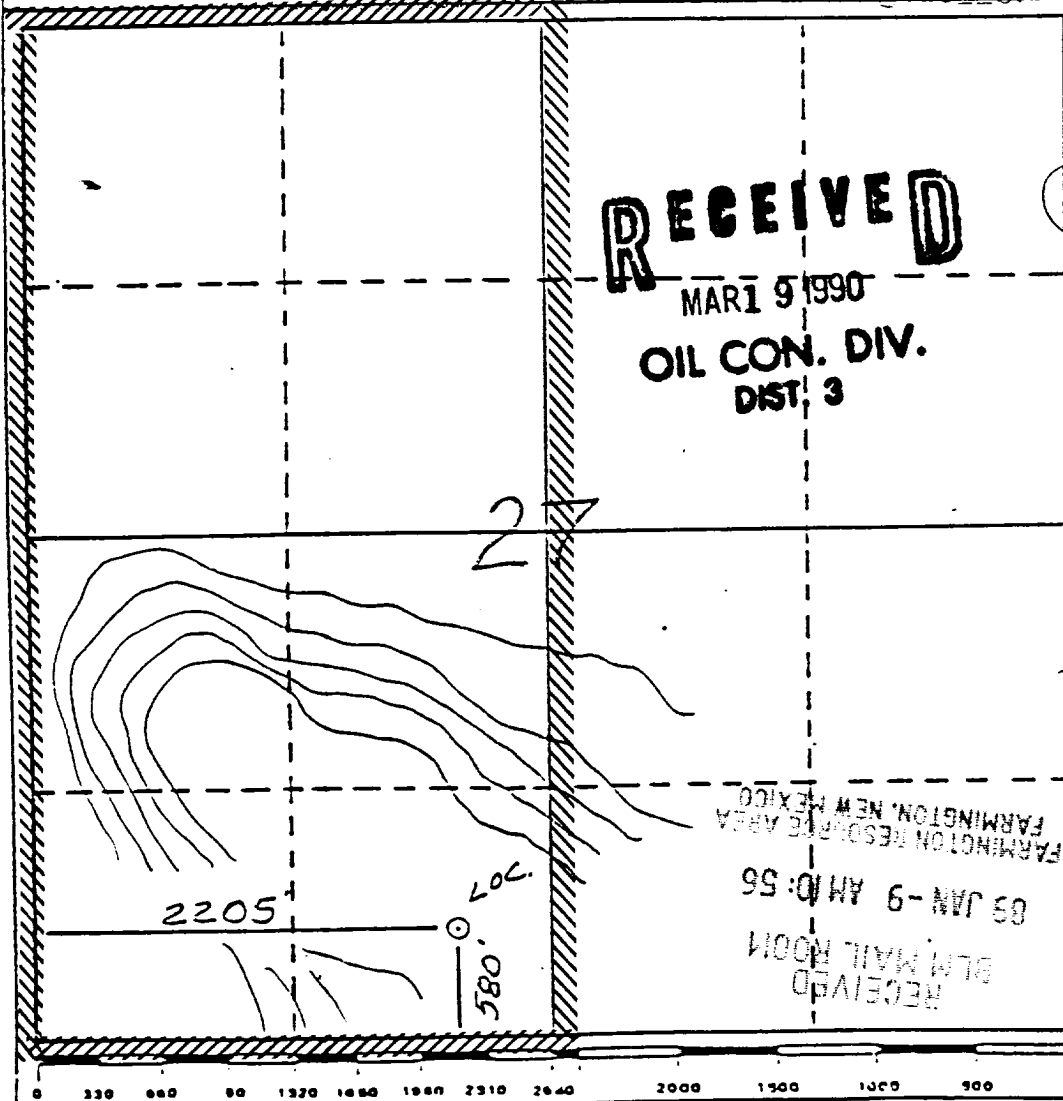 RECEIVED
MAR 1 9 1990
OIL CON. DIV.
DIST. 3
27
LOC.
2205'
580'
RECEIVED
BLM MAIL ROOM
89 JAN -9 AM 10:56
FARMINGTON RESOURCE AREA
FARMINGTON, NEW MEXICO
0 330 660 90 1320 1650 1980 2310 2640 2000 1500 1000 500